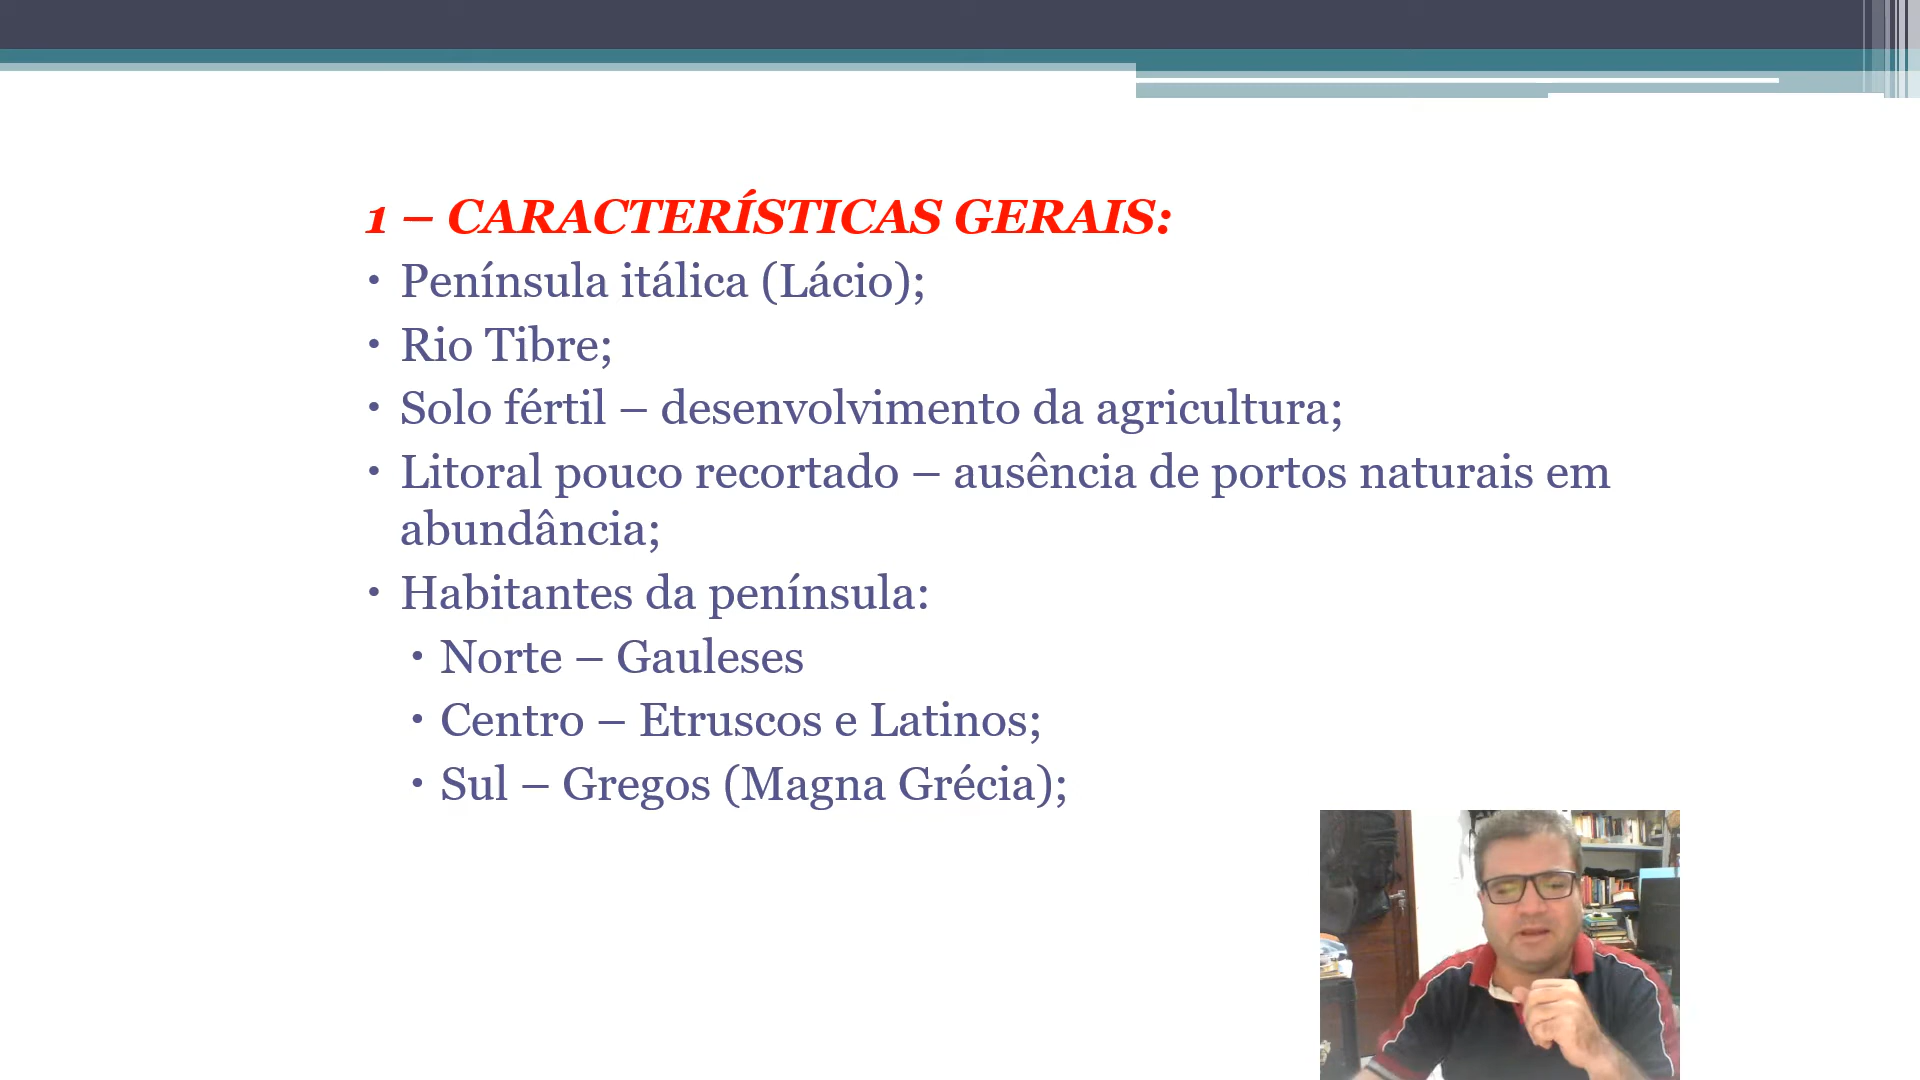 1 – CARACTERÍSTICAS GERAIS:
• Península itálica (Lácio);
• Rio Tibre;
• Solo fértil – desenvolvimento da agricultura;
• Litoral pouco recortado – ausência de portos naturais em
abundância;
• Habitantes da península:
• Norte – Gauleses
• Centro – Etruscos e Latinos;
• Sul – Gregos (Magna Grécia);